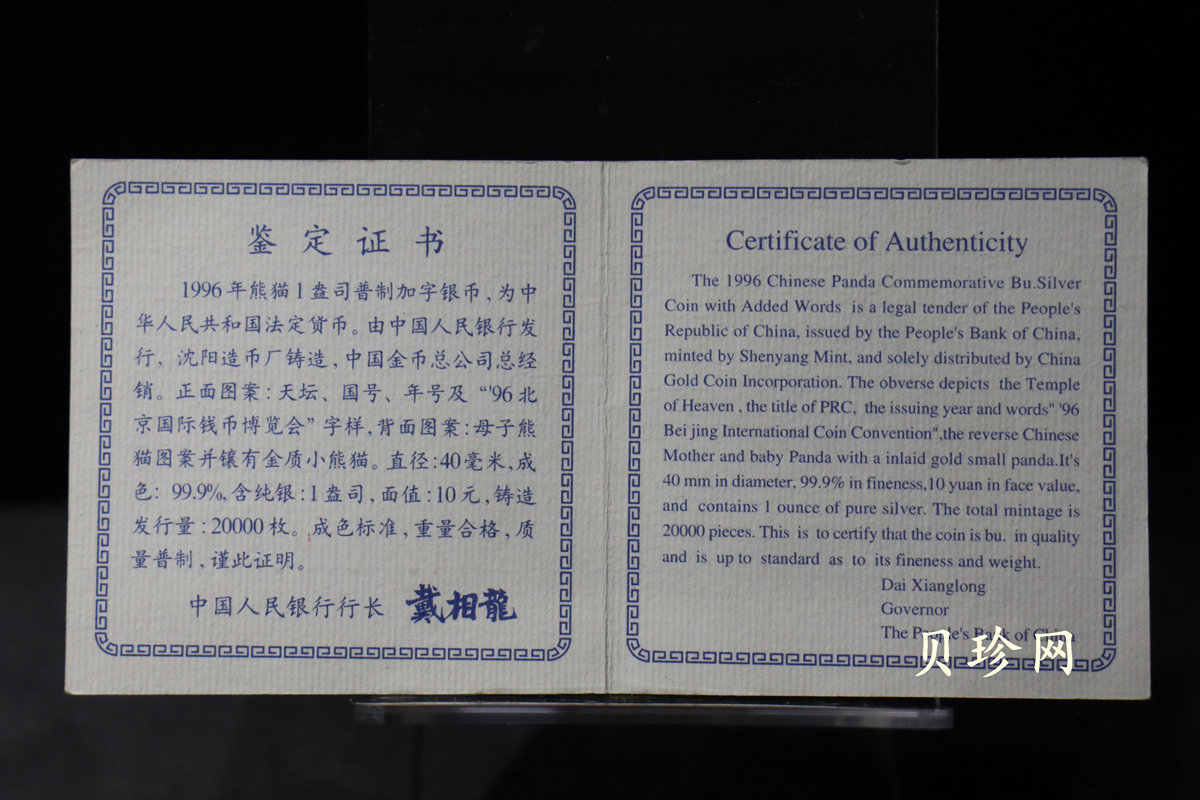 鉴定证书
1996年熊猫1盎司普制加字银币,为中
华人民共和国法定货币。由中国人民银行发
行,沈阳造币厂铸造,中国金币总公司总经
销。正面图案:天坛、国号、年号及“'96北
京国际钱币博览会”字样,背面图案:母子熊
猫图案并镶有金质小熊猫。直径:40毫米,成
色:99.9%,含纯银:1盎司,面值:10元,铸造
发行量:20000枚。成色标准,重量合格,质
量普制,谨此证明。
中国人民银行行长 戴相龍
Certificate of Authenticity
The 1996 Chinese Panda Commemorative Bu.Silver
Coin with Added Words is a legal tender of the People's
Republic of China, issued by the People's Bank of China,
minted by Shenyang Mint, and solely distributed by China
Gold Coin Incorporation. The obverse depicts the Temple
of Heaven , the title of PRC, the issuing year and words" '96
Bei jing International Coin Convention",the reverse Chinese
Mother and baby Panda with a inlaid gold small panda.It's
40 mm in diameter, 99.9% in fineness,10 yuan in face value,
and contains 1 ounce of pure silver. The total mintage is
20000 pieces. This is to certify that the coin is bu. in quality
and is up to standard as to its fineness and weight.
Dai Xianglong
Governor
The People's Bank of China
贝珍网